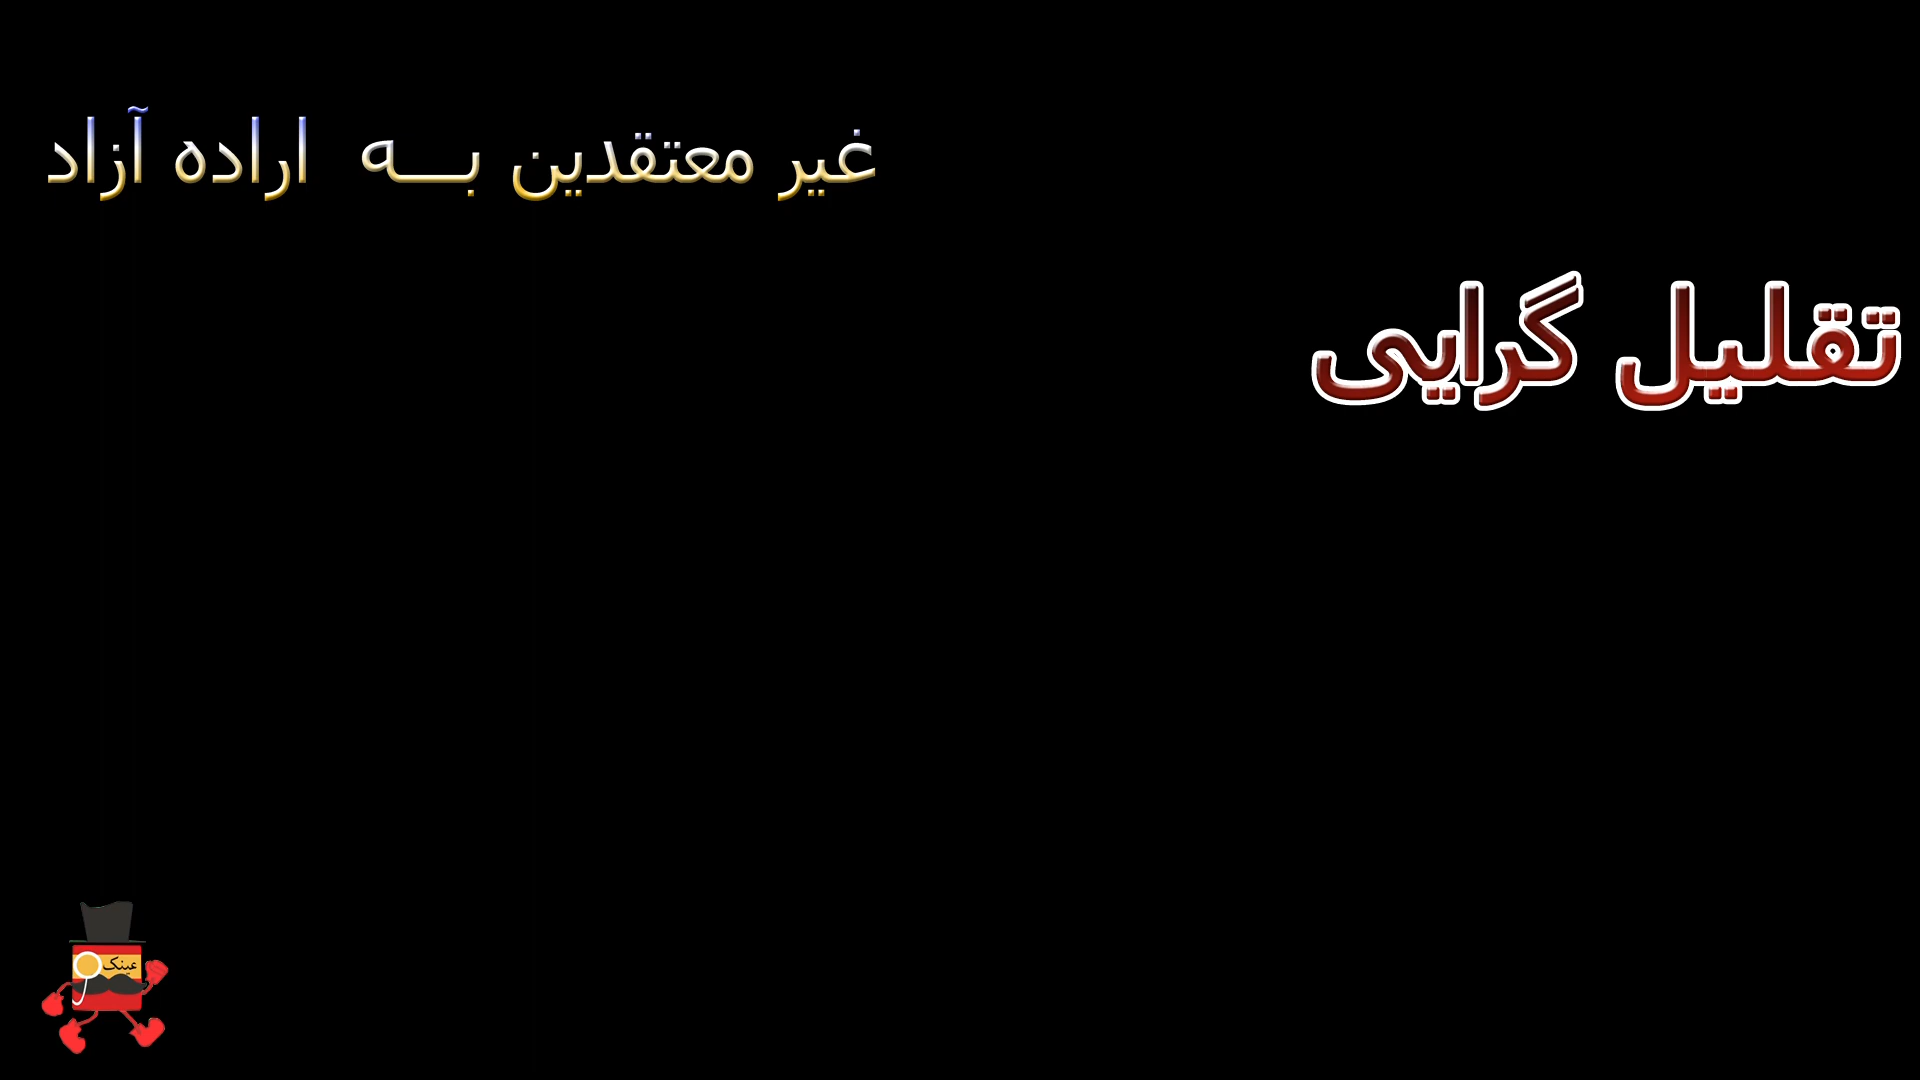 غیر معتقدین بـــه اراده آزاد
تقلیل گرایی
عینک